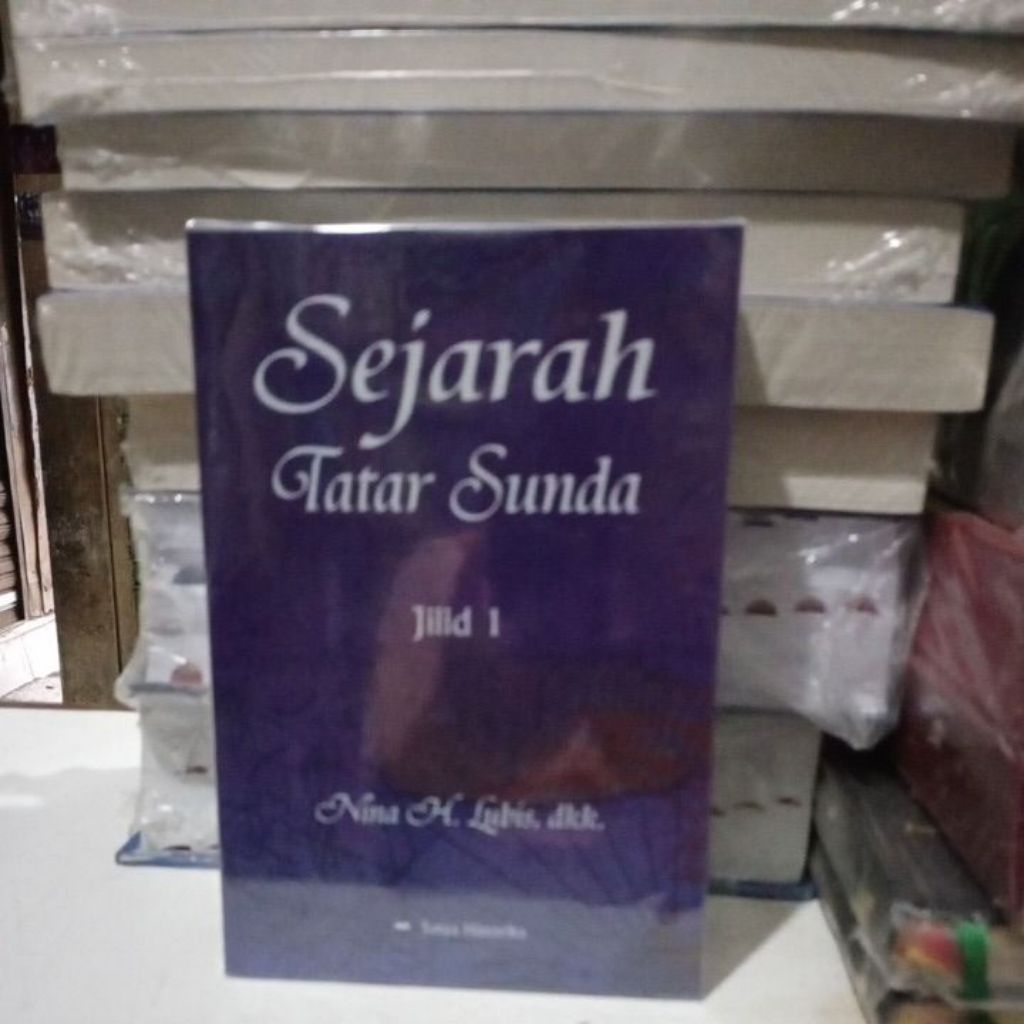 Sejarah
Tatar Sunda
Jilid 1
Nina H. Lubis, dkk.